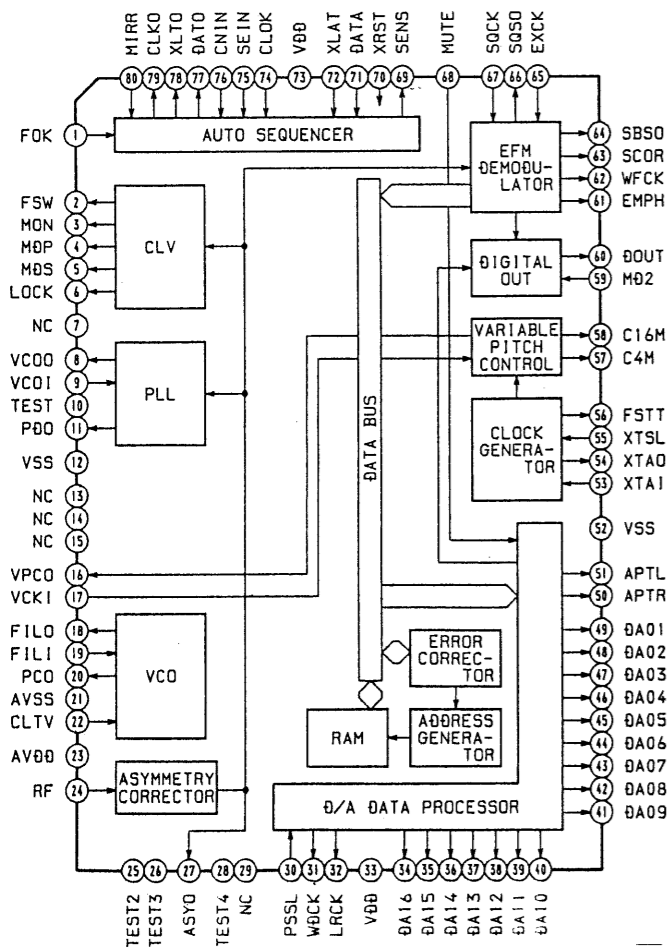 MIRR
CLKO
XLTO
DATO
CNIN
SEIN
CLOK
VDD
XLAT
DATA
XRST
SENS
MUTE
SQCK
SQSO
EXCK
80 79 78 77 76 75 74 73 72 71 70 69 68 67 66 65
FOK 1
AUTO SEQUENCER
EFM
DEMODU-
LATOR
64 SBSO
63 SCOR
62 WFCK
61 EMPH
FSW 2
MON 3
MDP 4
MDS 5
LOCK 6
CLV
DIGITAL
OUT
60 DOUT
59 MD2
NC 7
VCOO 8
VCOI 9
TEST 10
PDO 11
PLL
VARIABLE
PITCH
CONTROL
58 C16M
57 C4M
DATA BUS
CLOCK
GENERA-
TOR
56 FSTT
55 XTSL
54 XTAO
53 XTAI
VSS 12
NC 13
NC 14
NC 15
52 VSS
VPCO 16
VCKI 17
51 APTL
50 APTR
FILO 18
FILI 19
PCO 20
AVSS 21
CLTV 22
VCO
ERROR
CORREC-
TOR
RAM
ADDRESS
GENERA-
TOR
49 DA01
48 DA02
47 DA03
46 DA04
45 DA05
44 DA06
43 DA07
42 DA08
41 DA09
AVDD 23
RF 24
ASYMMETRY
CORRECTOR
D/A DATA PROCESSOR
25 26 27 28 29 30 31 32 33 34 35 36 37 38 39 40
TEST2
TEST3
ASYO
TEST4
NC
PSSL
WDCK
LRCK
VDD
DA16
DA15
DA14
DA13
DA12
DA11
DA10